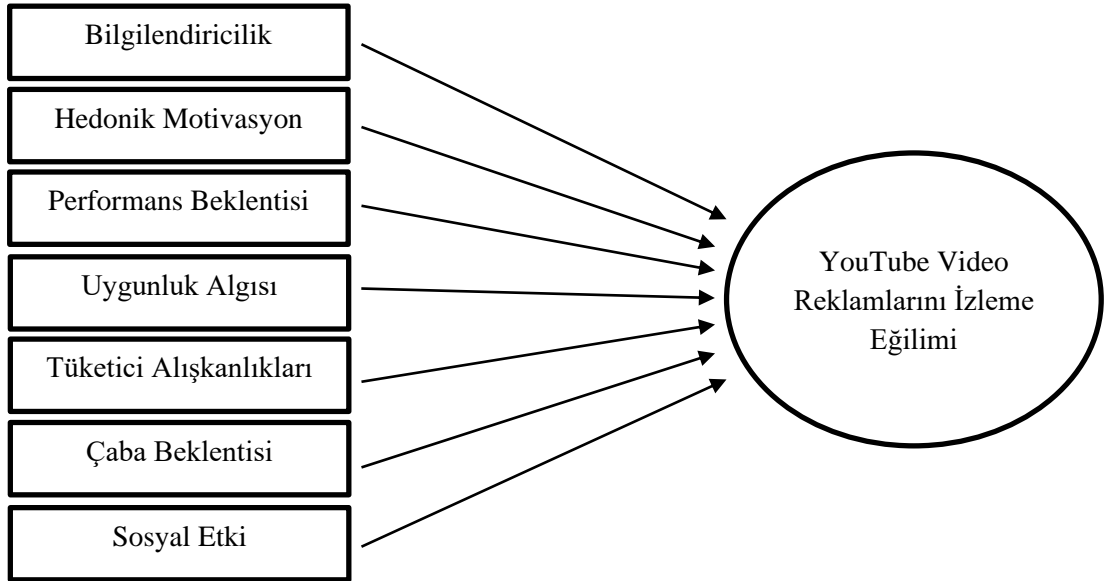 Bilgilendiricilik
Hedonik Motivasyon
Performans Beklentisi
Uygunluk Algısı
Tüketici Alışkanlıkları
Çaba Beklentisi
Sosyal Etki
YouTube Video
Reklamlarını İzleme
Eğilimi